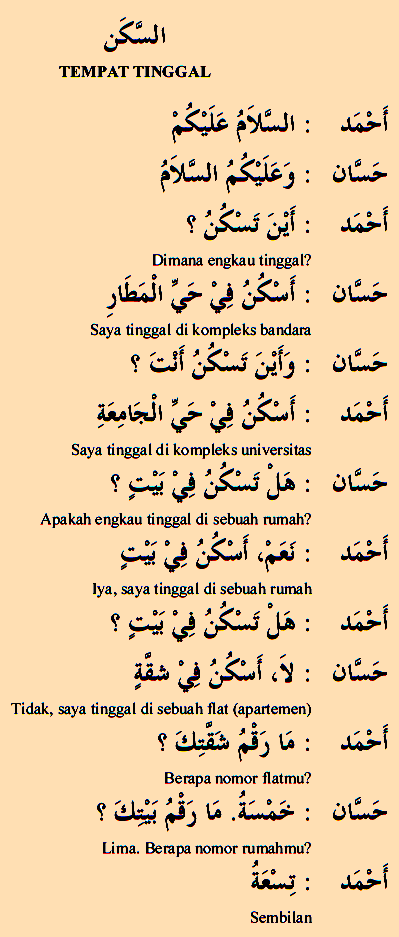 السَّكَن
TEMPAT TINGGAL
أَحْمَد : السَّلاَمُ عَلَيْكُمْ
حَسَّان : وَعَلَيْكُمُ السَّلاَمُ
أَحْمَد : أَيْنَ تَسْكُنُ ؟
Dimana engkau tinggal?
حَسَّان : أَسْكُنُ فِيْ حَيِّ الْمَطَارِ
Saya tinggal di kompleks bandara
حَسَّان : وَأَيْنَ تَسْكُنُ أَنْتَ ؟
أَحْمَد : أَسْكُنُ فِيْ حَيِّ الْجَامِعَةِ
Saya tinggal di kompleks universitas
حَسَّان : هَلْ تَسْكُنُ فِيْ بَيْتٍ ؟
Apakah engkau tinggal di sebuah rumah?
أَحْمَد : نَعَمْ، أَسْكُنُ فِيْ بَيْتٍ
Iya, saya tinggal di sebuah rumah
أَحْمَد : هَلْ تَسْكُنُ فِيْ بَيْتٍ ؟
حَسَّان : لاَ، أَسْكُنُ فِيْ شقَّةٍ
Tidak, saya tinggal di sebuah flat (apartemen)
أَحْمَد : مَا رَقْمُ شَقَّتِكَ ؟
Berapa nomor flatmu?
حَسَّان : خَمْسَةُ. مَا رَقْمُ بَيْتِكَ ؟
Lima. Berapa nomor rumahmu?
أَحْمَد : تِسْعَةُ
Sembilan